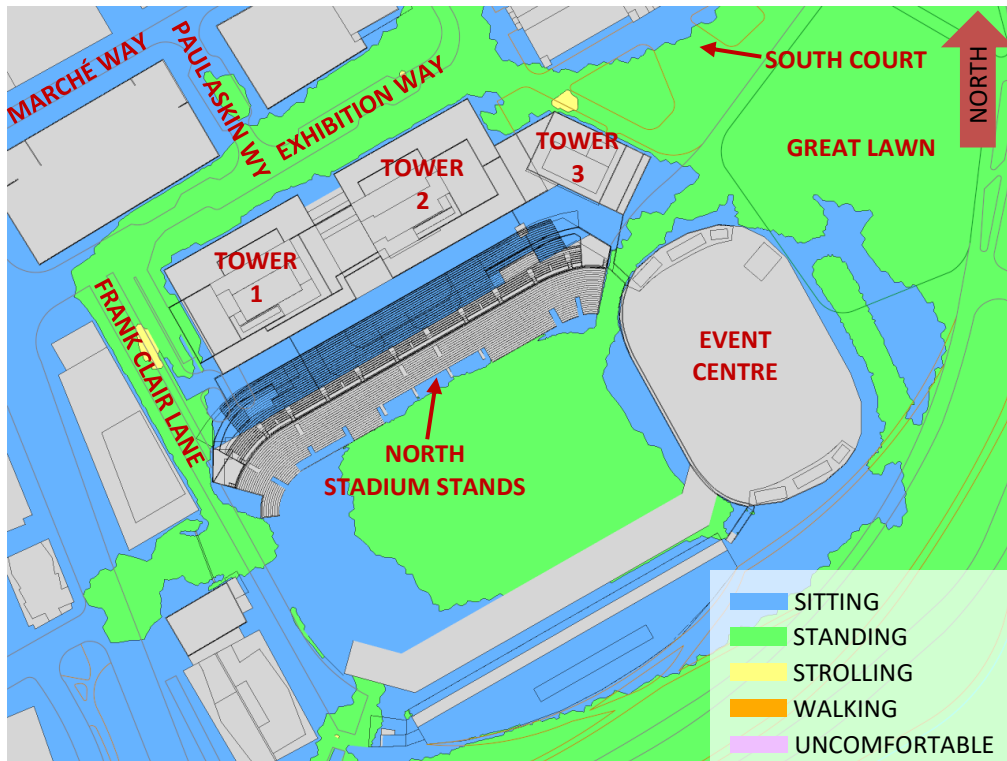 MARCHÉ WAY
PAUL ASKIN WY
EXHIBITION WAY
SOUTH COURT
NORTH
GREAT LAWN
TOWER
3
TOWER
2
TOWER
1
FRANK CLAIR LANE
EVENT
CENTRE
NORTH
STADIUM STANDS
SITTING
STANDING
STROLLING
WALKING
UNCOMFORTABLE